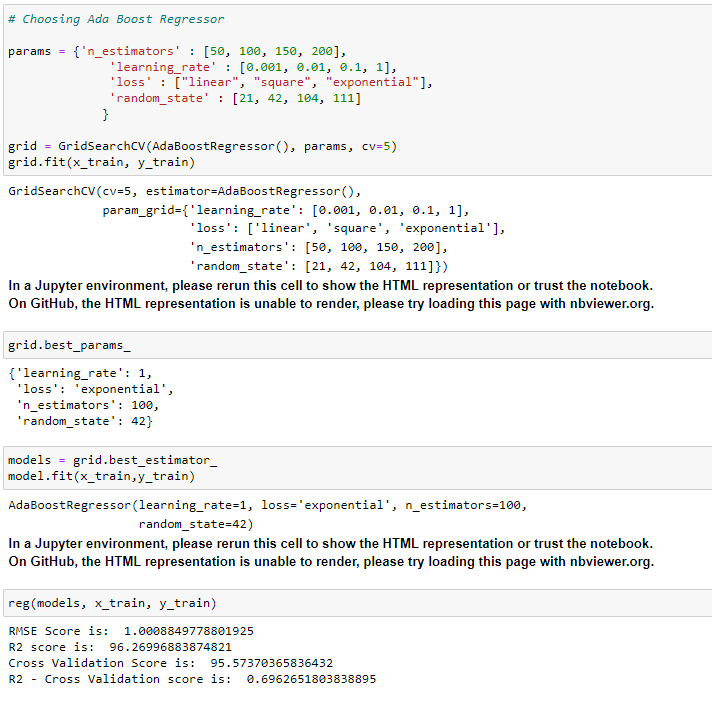 # Choosing Ada Boost Regressor
params = {'n_estimators' : [50, 100, 150, 200],
'learning_rate' : [0.001, 0.01, 0.1, 1],
'loss' : ["linear", "square", "exponential"],
'random_state' : [21, 42, 104, 111]
}
grid = GridSearchCV(AdaBoostRegressor(), params, cv=5)
grid.fit(x_train, y_train)
GridSearchCV(cv=5, estimator=AdaBoostRegressor(),
param_grid={'learning_rate': [0.001, 0.01, 0.1, 1],
'loss': ['linear', 'square', 'exponential'],
'n_estimators': [50, 100, 150, 200],
'random_state': [21, 42, 104, 111]})
In a Jupyter environment, please rerun this cell to show the HTML representation or trust the notebook.
On GitHub, the HTML representation is unable to render, please try loading this page with nbviewer.org.
grid.best_params_
{'learning_rate': 1,
'loss': 'exponential',
'n_estimators': 100,
'random_state': 42}
models = grid.best_estimator_
model.fit(x_train,y_train)
AdaBoostRegressor(learning_rate=1, loss='exponential', n_estimators=100,
random_state=42)
In a Jupyter environment, please rerun this cell to show the HTML representation or trust the notebook.
On GitHub, the HTML representation is unable to render, please try loading this page with nbviewer.org.
reg(models, x_train, y_train)
RMSE Score is:  1.0008849778801925
R2 score is:  96.26996883874821
Cross Validation Score is:  95.57370365836432
R2 - Cross Validation score is:  0.6962651803838895